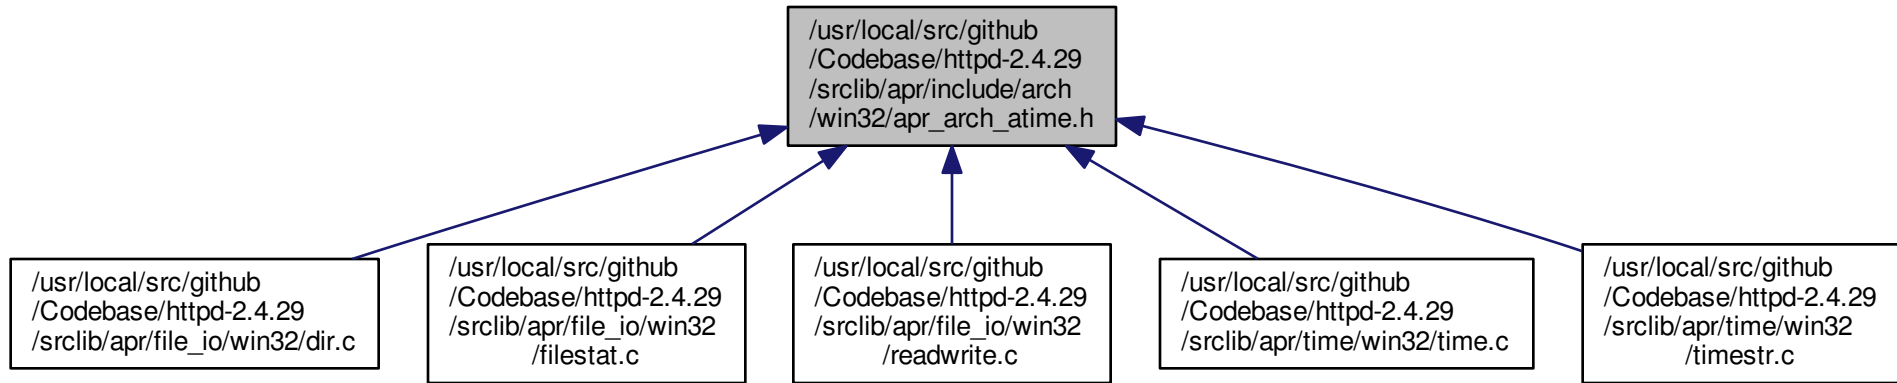 /usr/local/src/github
/Codebase/httpd-2.4.29
/srclib/apr/include/arch
/win32/apr_arch_atime.h
/usr/local/src/github
/Codebase/httpd-2.4.29
/srclib/apr/file_io/win32/dir.c
/usr/local/src/github
/Codebase/httpd-2.4.29
/srclib/apr/file_io/win32
/filestat.c
/usr/local/src/github
/Codebase/httpd-2.4.29
/srclib/apr/file_io/win32
/readwrite.c
/usr/local/src/github
/Codebase/httpd-2.4.29
/srclib/apr/time/win32/time.c
/usr/local/src/github
/Codebase/httpd-2.4.29
/srclib/apr/time/win32
/timestr.c